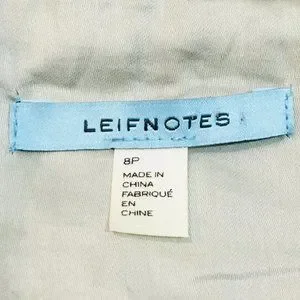 LEIFNOTES
8P
MADE IN
CHINA
FABRIQUÉ
EN
CHINE